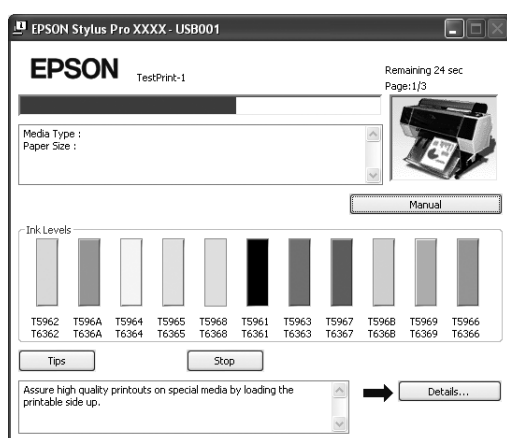 EPSON Stylus Pro XXXX - USB001
EPSON TestPrint-1
Remaining 24 sec
Page:1/3
Media Type :
Paper Size :
Manual
Ink Levels
T5962 T596A T5964 T5965 T5968 T5961 T5963 T5967 T596B T5969 T5966
T6362 T636A T6364 T6365 T6368 T6361 T6363 T6367 T636B T6369 T6366
Tips Stop
Assure high quality printouts on special media by loading the
printable side up.
Details...